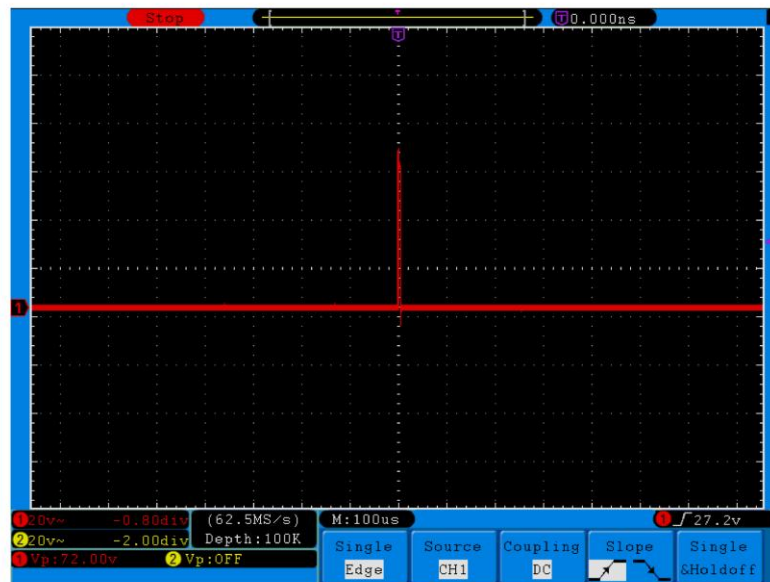 Stop T 0.000ns
T
1
1 20v~ -0.80div (62.5MS/s) M:100us 1 27.2v
2 20v~ -2.00div Depth:100K
1 Vp:72.00v 2 Vp:OFF
Single Source Coupling Slope Single
Edge CH1 DC &Holdoff